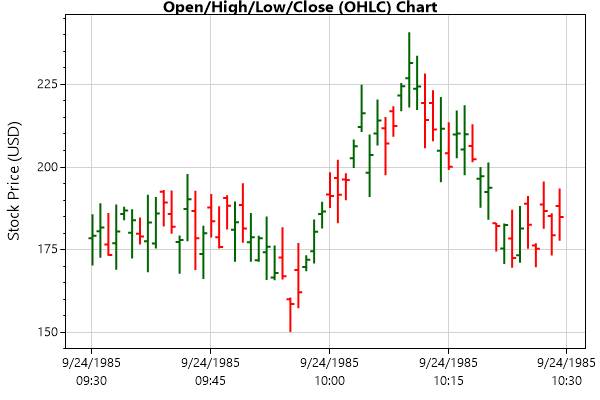 Open/High/Low/Close (OHLC) Chart
Stock Price (USD)
225
200
175
150
9/24/1985 9/24/1985 9/24/1985 9/24/1985 9/24/1985
09:30 09:45 10:00 10:15 10:30